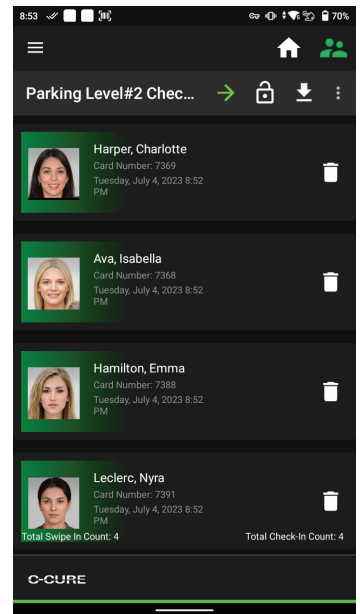 8:53
70%
Parking Level#2 Chec...
Harper, Charlotte
Card Number: 7369
Tuesday, July 4, 2023 8:52
PM
Ava, Isabella
Card Number: 7368
Tuesday, July 4, 2023 8:52
PM
Hamilton, Emma
Card Number: 7388
Tuesday, July 4, 2023 8:52
PM
Leclerc, Nyra
Card Number: 7391
Tuesday, July 4, 2023 8:52
PM
Total Swipe In Count: 4
Total Check-In Count: 4
C-CURE